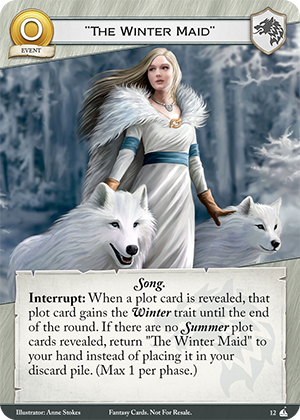 0
EVENT
"The Winter Maid"
Song.
Interrupt: When a plot card is revealed, that
plot card gains the Winter trait until the end
of the round. If there are no Summer plot
cards revealed, return "The Winter Maid" to
your hand instead of placing it in your
discard pile. (Max 1 per phase.)
Illustrator: Anne Stokes Fantasy Cards. Not For Resale. 12